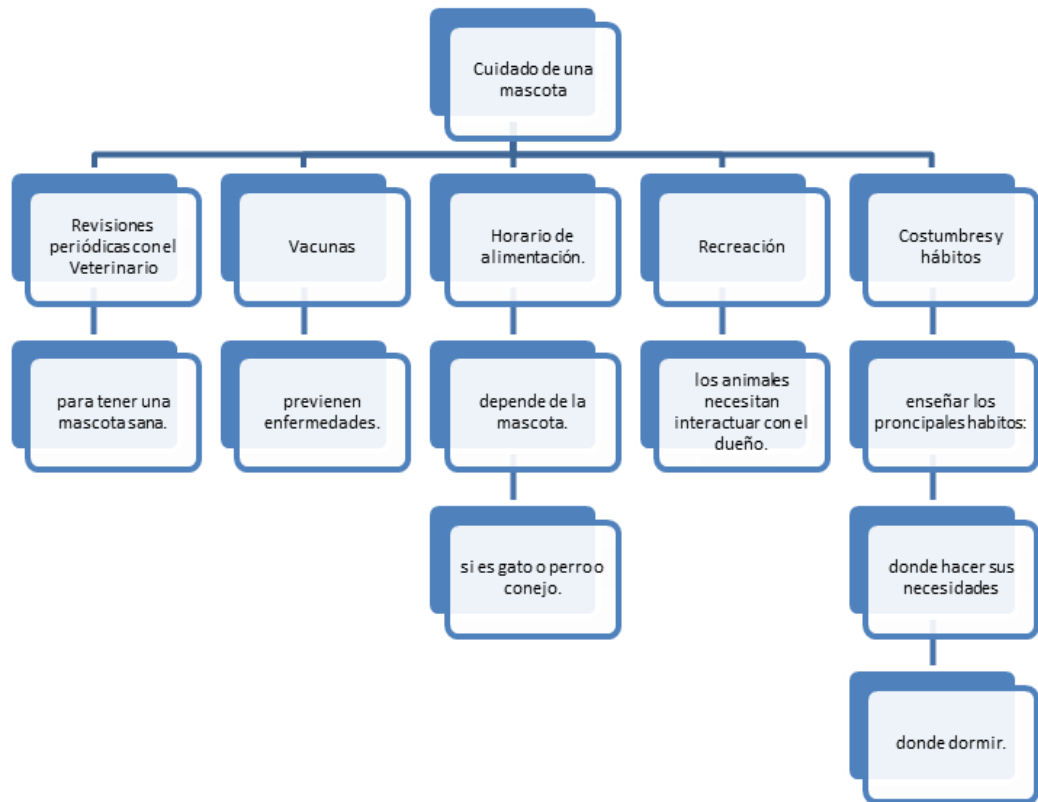 Cuidado de una
mascota
Revisiones
periódicas con el
Veterinario
Vacunas
Horario de
alimentación.
Recreación
Costumbres y
hábitos
para tener una
mascota sana.
previenen
enfermedades.
depende de la
mascota.
los animales
necesitan
interactuar con el
dueño.
enseñar los
proncipales habitos:
si es gato o perro o
conejo.
donde hacer sus
necesidades
donde dormir.